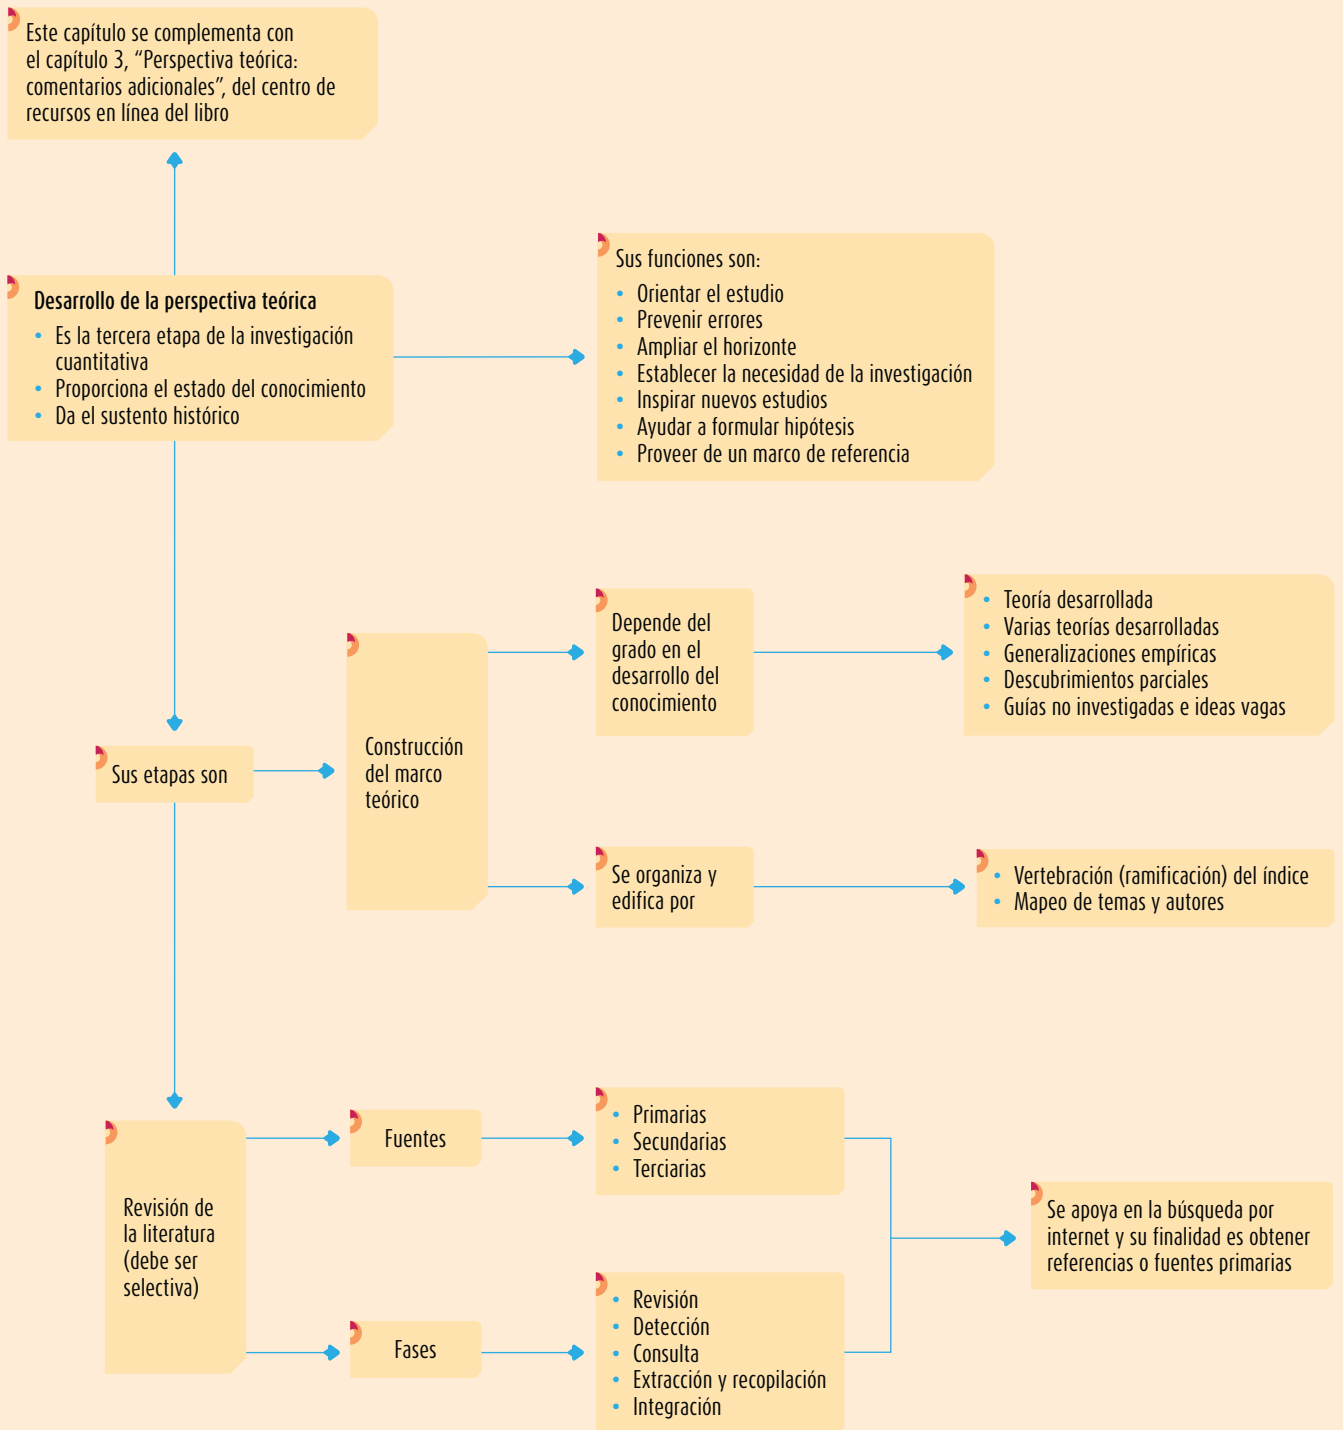 Este capítulo se complementa con
el capítulo 3, “Perspectiva teórica:
comentarios adicionales”, del centro de
recursos en línea del libro
Desarrollo de la perspectiva teórica
• Es la tercera etapa de la investigación
cuantitativa
• Proporciona el estado del conocimiento
• Da el sustento histórico
Sus funciones son:
• Orientar el estudio
• Prevenir errores
• Ampliar el horizonte
• Establecer la necesidad de la investigación
• Inspirar nuevos estudios
• Ayudar a formular hipótesis
• Proveer de un marco de referencia
Sus etapas son
Construcción
del marco
teórico
Depende del
grado en el
desarrollo del
conocimiento
• Teoría desarrollada
• Varias teorías desarrolladas
• Generalizaciones empíricas
• Descubrimientos parciales
• Guías no investigadas e ideas vagas
Se organiza y
edifica por
• Vertebración (ramificación) del índice
• Mapeo de temas y autores
Revisión de
la literatura
(debe ser
selectiva)
Fuentes
• Primarias
• Secundarias
• Terciarias
Fases
• Revisión
• Detección
• Consulta
• Extracción y recopilación
• Integración
Se apoya en la búsqueda por
internet y su finalidad es obtener
referencias o fuentes primarias